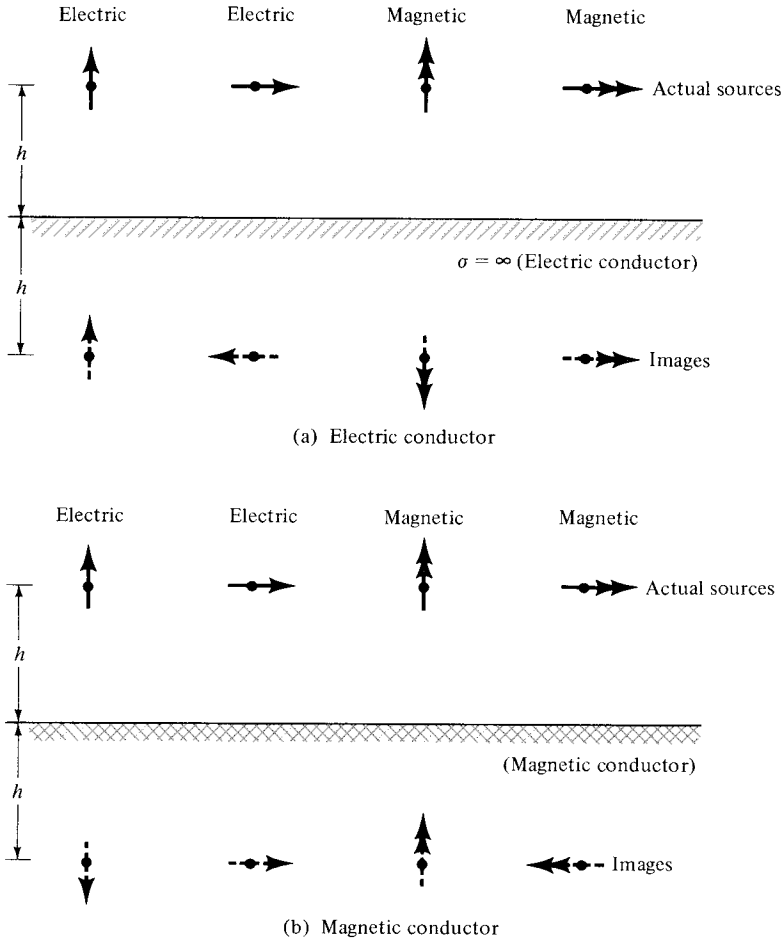 Electric Electric Magnetic Magnetic
Actual sources
h
σ = ∞ (Electric conductor)
h
Images
(a) Electric conductor
Electric Electric Magnetic Magnetic
Actual sources
h
(Magnetic conductor)
h
Images
(b) Magnetic conductor